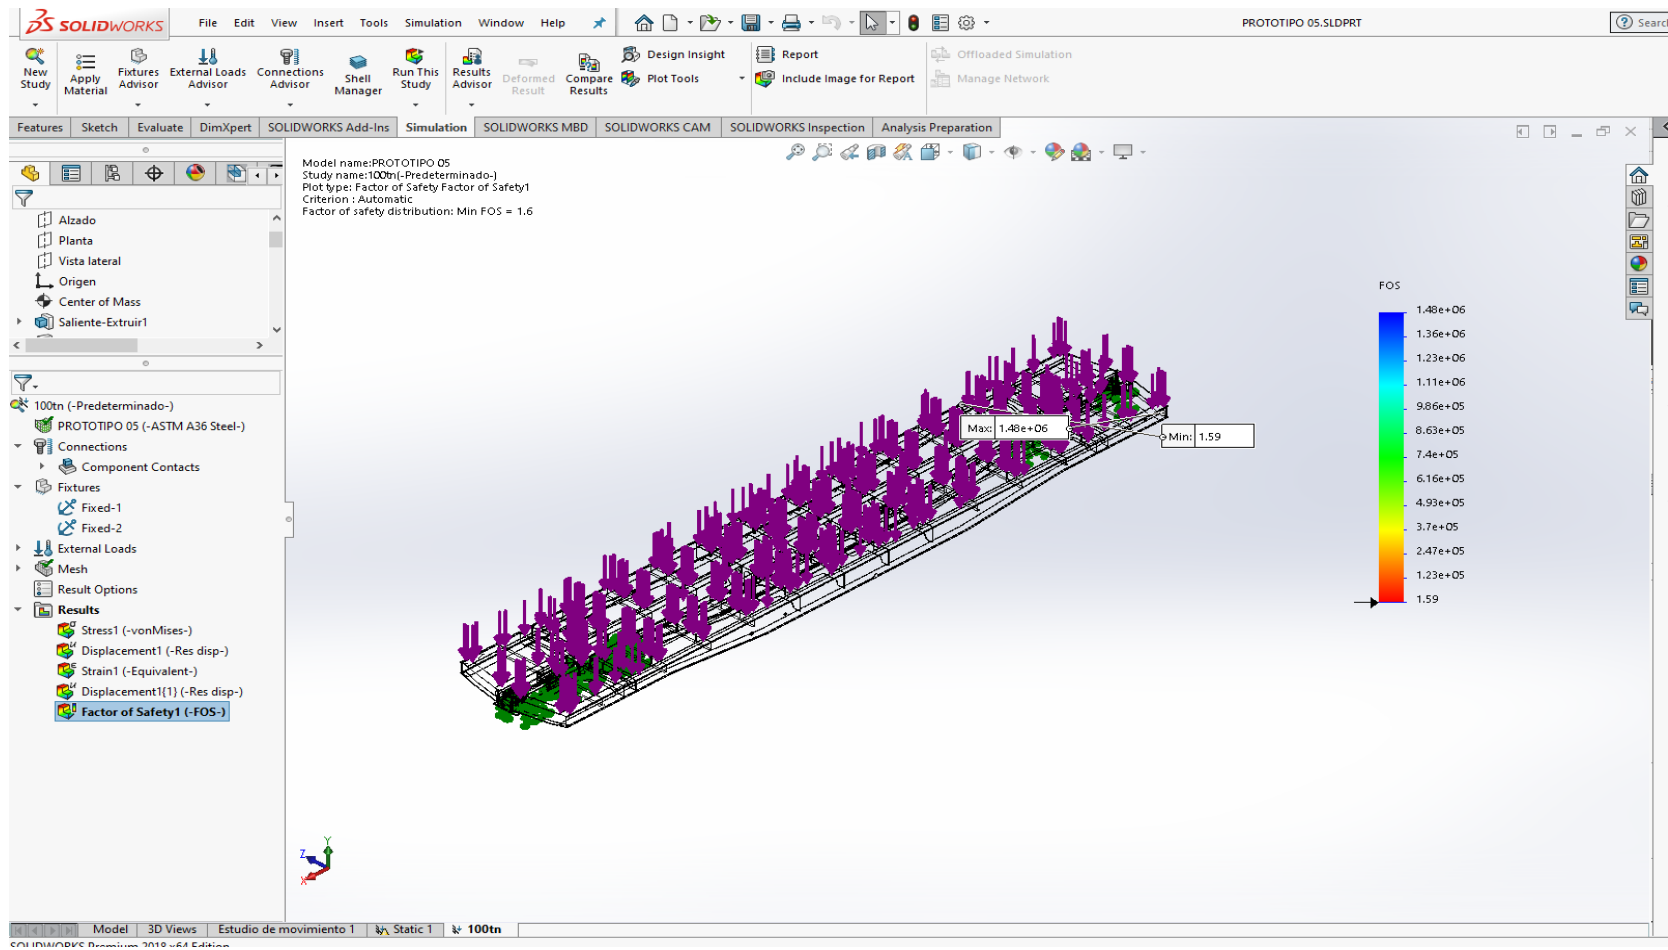 SOLIDWORKS File Edit View Insert Tools Simulation Window Help PROTOTIPO 05.SLDPRT
New Study
Apply Material
Fixtures Advisor
External Loads Advisor
Connections Advisor
Shell Manager
Run This Study
Results Advisor
Deformed Result
Compare Results
Design Insight
Plot Tools
Report
Include Image for Report
Offloaded Simulation
Manage Network
Features Sketch Evaluate DimXpert SOLIDWORKS Add-Ins Simulation SOLIDWORKS MBD SOLIDWORKS CAM SOLIDWORKS Inspection Analysis Preparation
Alzado
Planta
Vista lateral
Origen
Center of Mass
Saliente-Extruir1
100tn (-Predeterminado-)
PROTOTIPO 05 (-ASTM A36 Steel-)
Connections
Component Contacts
Fixtures
Fixed-1
Fixed-2
External Loads
Mesh
Result Options
Results
Stress1 (-vonMises-)
Displacement1 (-Res disp-)
Strain1 (-Equivalent-)
Displacement1{1} (-Res disp-)
Factor of Safety1 (-FOS-)
Model name:PROTOTIPO 05
Study name:100tn(-Predeterminado-)
Plot type: Factor of Safety Factor of Safety1
Criterion : Automatic
Factor of safety distribution: Min FOS = 1.6
Max: 1.48e+06
Min: 1.59
FOS
1.48e+06
1.36e+06
1.23e+06
1.11e+06
9.86e+05
8.63e+05
7.4e+05
6.16e+05
4.93e+05
3.7e+05
2.47e+05
1.23e+05
1.59
Y
Z
X
Model 3D Views Estudio de movimiento 1 Static 1 100tn
SOLIDWORKS Premium 2018 x64 Edition